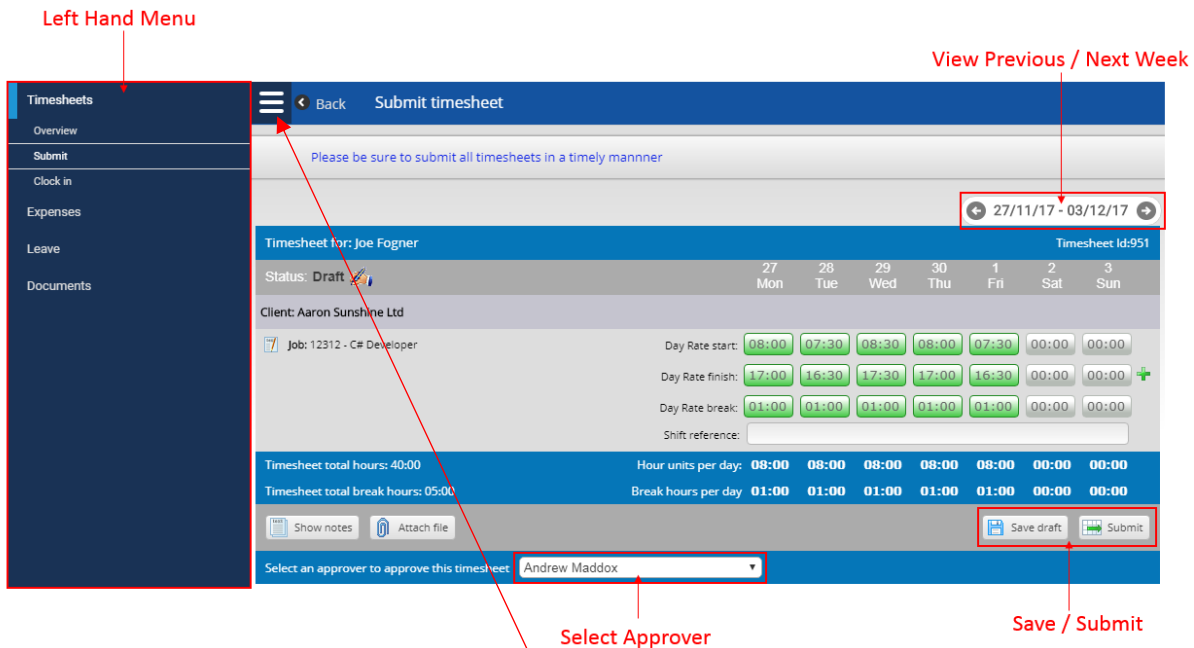 Left Hand Menu
View Previous / Next Week
Timesheets
Overview
Submit
Clock in
Expenses
Leave
Documents
Back Submit timesheet
Please be sure to submit all timesheets in a timely mannner
27/11/17 - 03/12/17
Timesheet for: Joe Fogner Timesheet Id:951
Status: Draft 27 28 29 30 1 2 3
Mon Tue Wed Thu Fri Sat Sun
Client: Aaron Sunshine Ltd
Job: 12312 - C# Developer Day Rate start: 08:00 07:30 08:30 08:00 07:30 00:00 00:00
Day Rate finish: 17:00 16:30 17:30 17:00 16:30 00:00 00:00
Day Rate break: 01:00 01:00 01:00 01:00 01:00 00:00 00:00
Shift reference:
Timesheet total hours: 40:00 Hour units per day: 08:00 08:00 08:00 08:00 08:00 00:00 00:00
Timesheet total break hours: 05:00 Break hours per day 01:00 01:00 01:00 01:00 01:00 00:00 00:00
Show notes Attach file Save draft Submit
Select an approver to approve this timesheet Andrew Maddox
Select Approver
Save / Submit